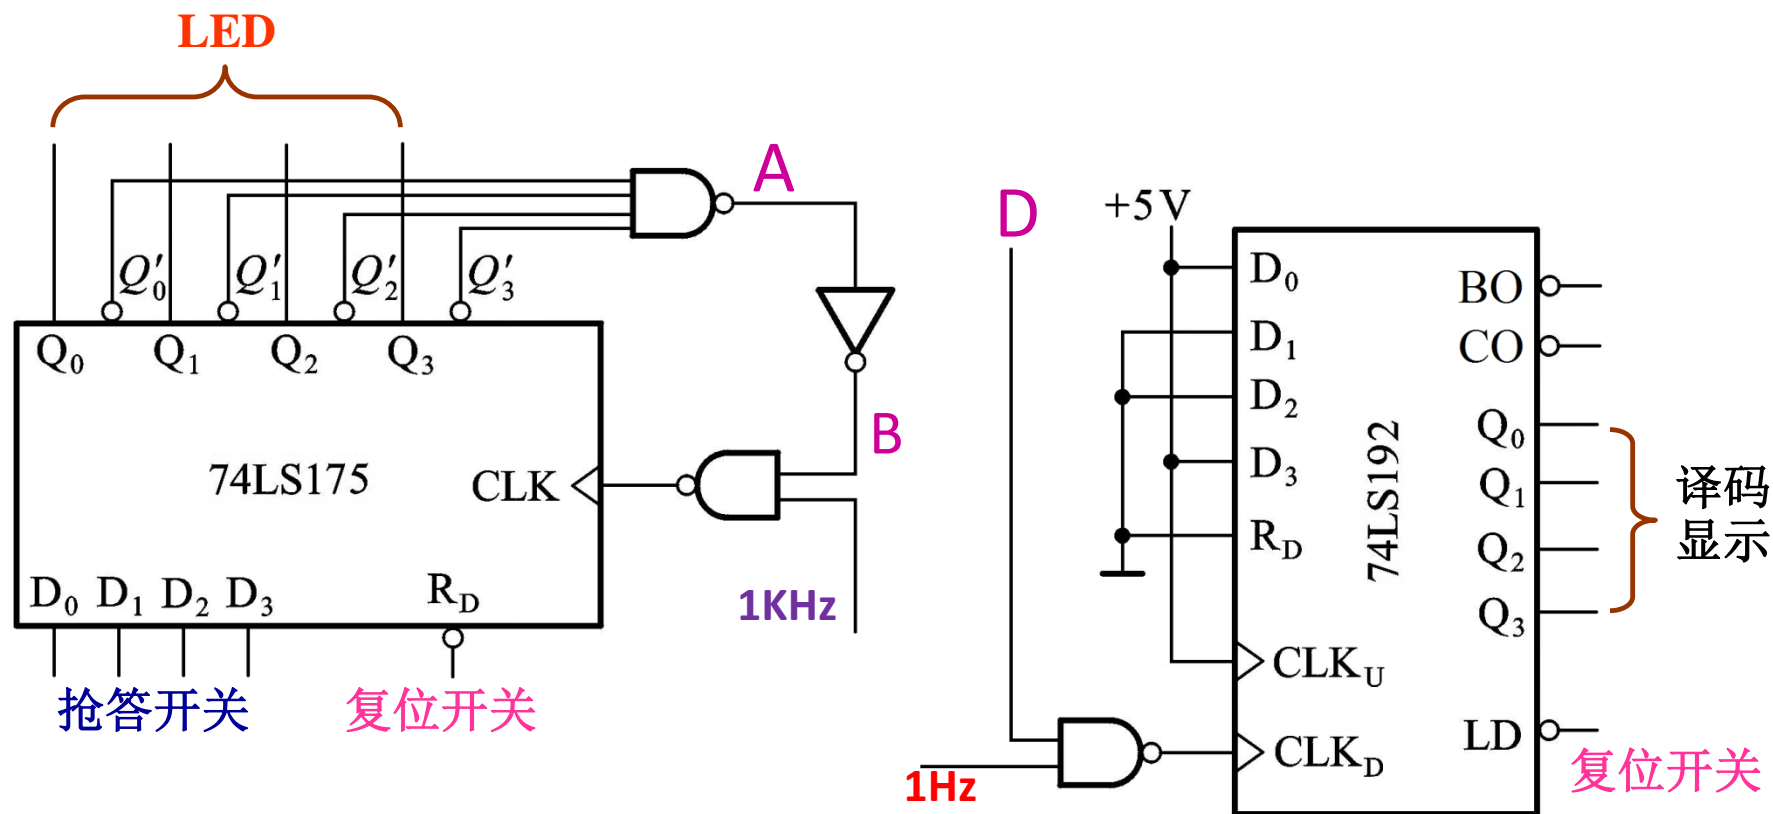 LED
A
Q′0 Q′1 Q′2 Q′3
Q0 Q1 Q2 Q3
B
74LS175 CLK
D0 D1 D2 D3 RD
1KHz
抢答开关 复位开关
D
+5V
D0
D1
D2
D3
RD
CLKU
CLKD
1Hz
74LS192
BO
CO
Q0
Q1
Q2
Q3
LD
译码
显示
复位开关